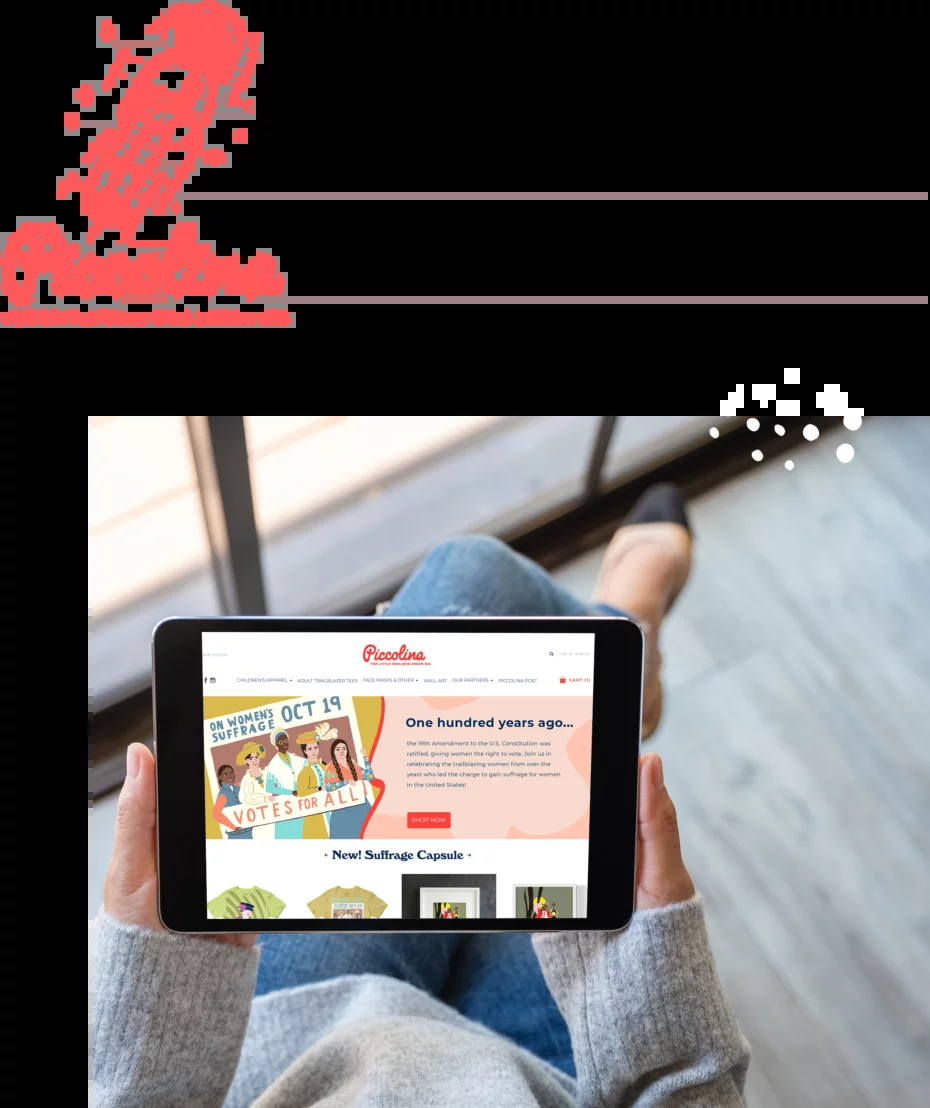 Piccolina
FOR LITTLE ONES WHO DREAM BIG
CHILDREN'S APPAREL
ADULT TRAILBLAZER TEES
FACE MASKS & OTHER
WALL ART
OUR PARTNERS
PICCOLINA POST
CART
ON WOMEN'S
SUFFRAGE
OCT 19
VOTES FOR ALL
One hundred years ago...
the 19th Amendment to the U.S. Constitution was
ratified, giving women the right to vote. Join us in
celebrating the trailblazing women from over the
years who led the charge to gain suffrage for women
in the United States!
SHOP NOW
New! Suffrage Capsule